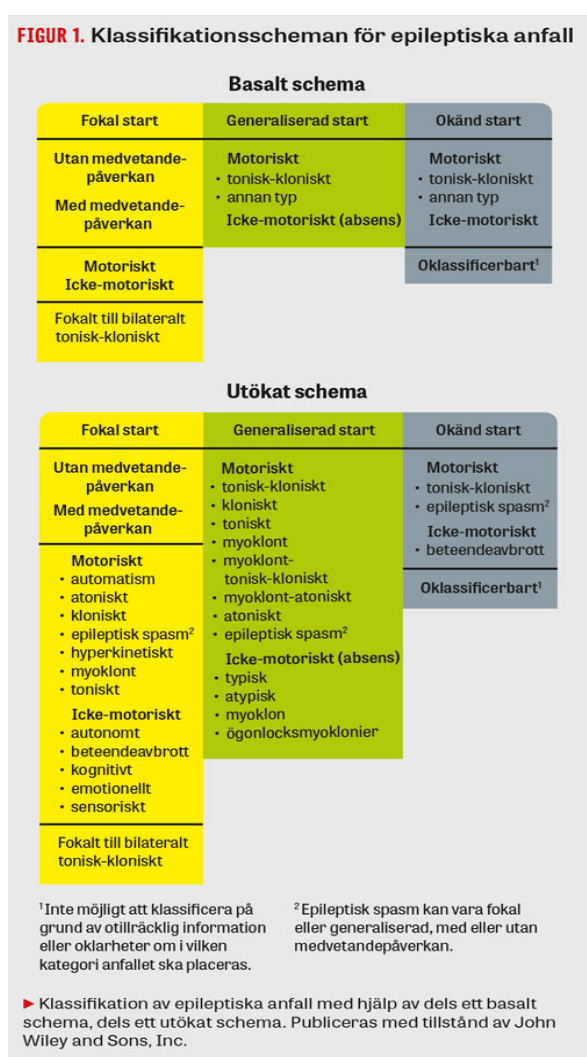 FIGUR 1. Klassifikationsscheman för epileptiska anfall
Basalt schema
Fokal start
Utan medvetande-
påverkan
Med medvetande-
påverkan
Motoriskt
Icke-motoriskt
Fokalt till bilateralt
tonisk-kloniskt
Generaliserad start
Motoriskt
• tonisk-kloniskt
• annan typ
Icke-motoriskt (absens)
Okänd start
Motoriskt
• tonisk-kloniskt
• annan typ
Icke-motoriskt
Oklassificerbart¹
Utökat schema
Fokal start
Utan medvetande-
påverkan
Med medvetande-
påverkan
Motoriskt
• automatism
• atoniskt
• kloniskt
• epileptisk spasm²
• hyperkinetiskt
• myoklont
• toniskt
Icke-motoriskt
• autonomt
• beteendeavbrott
• kognitivt
• emotionellt
• sensoriskt
Fokalt till bilateralt
tonisk-kloniskt
Generaliserad start
Motoriskt
• tonisk-kloniskt
• kloniskt
• toniskt
• myoklont
• myoklont-
tonisk-kloniskt
• myoklont-atoniskt
• atoniskt
• epileptisk spasm²
Icke-motoriskt (absens)
• typisk
• atypisk
• myoklon
• ögonlocksmyoklonier
Okänd start
Motoriskt
• tonisk-kloniskt
• epileptisk spasm²
Icke-motoriskt
• beteendeavbrott
Oklassificerbart¹
¹Inte möjligt att klassificera på
grund av otillräcklig information
eller oklarheter om i vilken
kategori anfallet ska placeras.
²Epileptisk spasm kan vara fokal
eller generaliserad, med eller utan
medvetandepåverkan.
► Klassifikation av epileptiska anfall med hjälp av dels ett basalt
schema, dels ett utökat schema. Publiceras med tillstånd av John
Wiley and Sons, Inc.